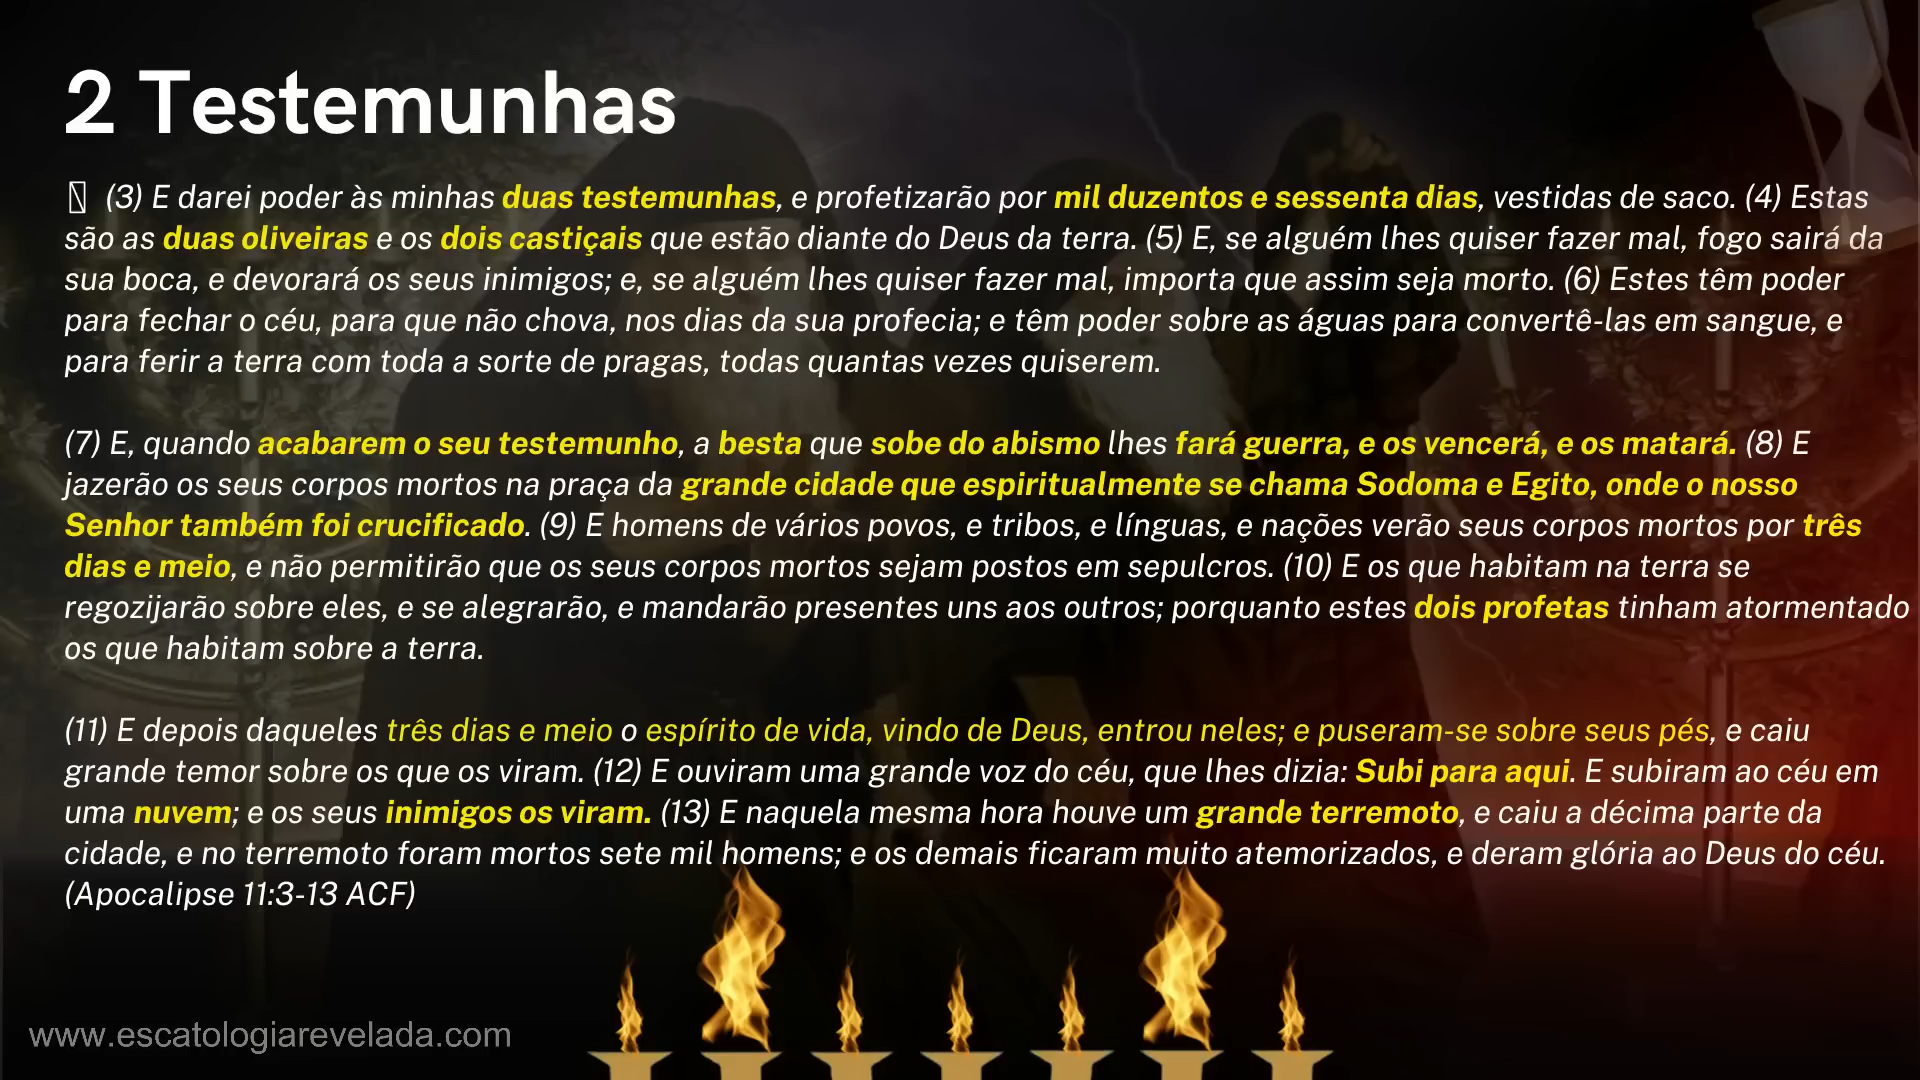 2 Testemunhas
(3) E darei poder às minhas duas testemunhas, e profetizarão por mil duzentos e sessenta dias, vestidas de saco. (4) Estas
são as duas oliveiras e os dois castiçais que estão diante do Deus da terra. (5) E, se alguém lhes quiser fazer mal, fogo sairá da
sua boca, e devorará os seus inimigos; e, se alguém lhes quiser fazer mal, importa que assim seja morto. (6) Estes têm poder
para fechar o céu, para que não chova, nos dias da sua profecia; e têm poder sobre as águas para convertê-las em sangue, e
para ferir a terra com toda a sorte de pragas, todas quantas vezes quiserem.
(7) E, quando acabarem o seu testemunho, a besta que sobe do abismo lhes fará guerra, e os vencerá, e os matará. (8) E
jazerão os seus corpos mortos na praça da grande cidade que espiritualmente se chama Sodoma e Egito, onde o nosso
Senhor também foi crucificado. (9) E homens de vários povos, e tribos, e línguas, e nações verão seus corpos mortos por três
dias e meio, e não permitirão que os seus corpos mortos sejam postos em sepulcros. (10) E os que habitam na terra se
regozijarão sobre eles, e se alegrarão, e mandarão presentes uns aos outros; porquanto estes dois profetas tinham atormentado
os que habitam sobre a terra.
(11) E depois daqueles três dias e meio o espírito de vida, vindo de Deus, entrou neles; e puseram-se sobre seus pés, e caiu
grande temor sobre os que os viram. (12) E ouviram uma grande voz do céu, que lhes dizia: Subi para aqui. E subiram ao céu em
uma nuvem; e os seus inimigos os viram. (13) E naquela mesma hora houve um grande terremoto, e caiu a décima parte da
cidade, e no terremoto foram mortos sete mil homens; e os demais ficaram muito atemorizados, e deram glória ao Deus do céu.
(Apocalipse 11:3-13 ACF)
www.escatologiarevelada.com